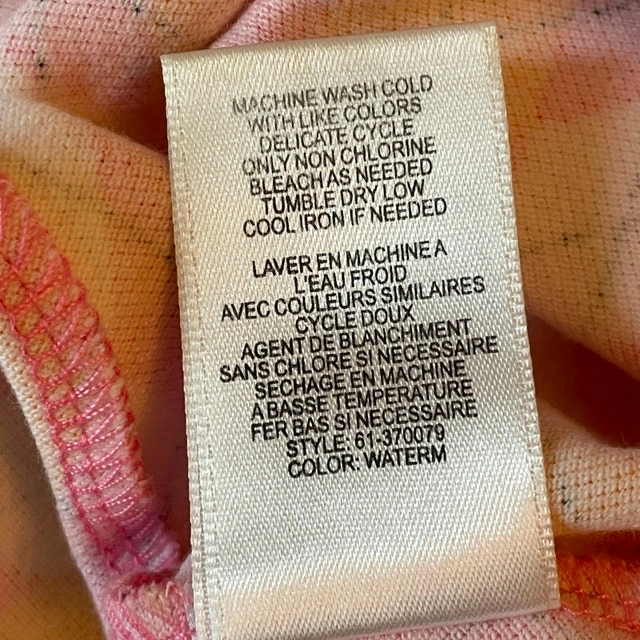 MACHINE WASH COLD
WITH LIKE COLORS
DELICATE CYCLE
ONLY NON CHLORINE
BLEACH AS NEEDED
TUMBLE DRY LOW
COOL IRON IF NEEDED
LAVER EN MACHINE A
L'EAU FROID
AVEC COULEURS SIMILAIRES
CYCLE DOUX
AGENT DE BLANCHIMENT
SANS CHLORE SI NECESSAIRE
SECHAGE EN MACHINE
A BASSE TEMPERATURE
FER BAS SI NECESSAIRE
STYLE: 61-370079
COLOR: WATERM